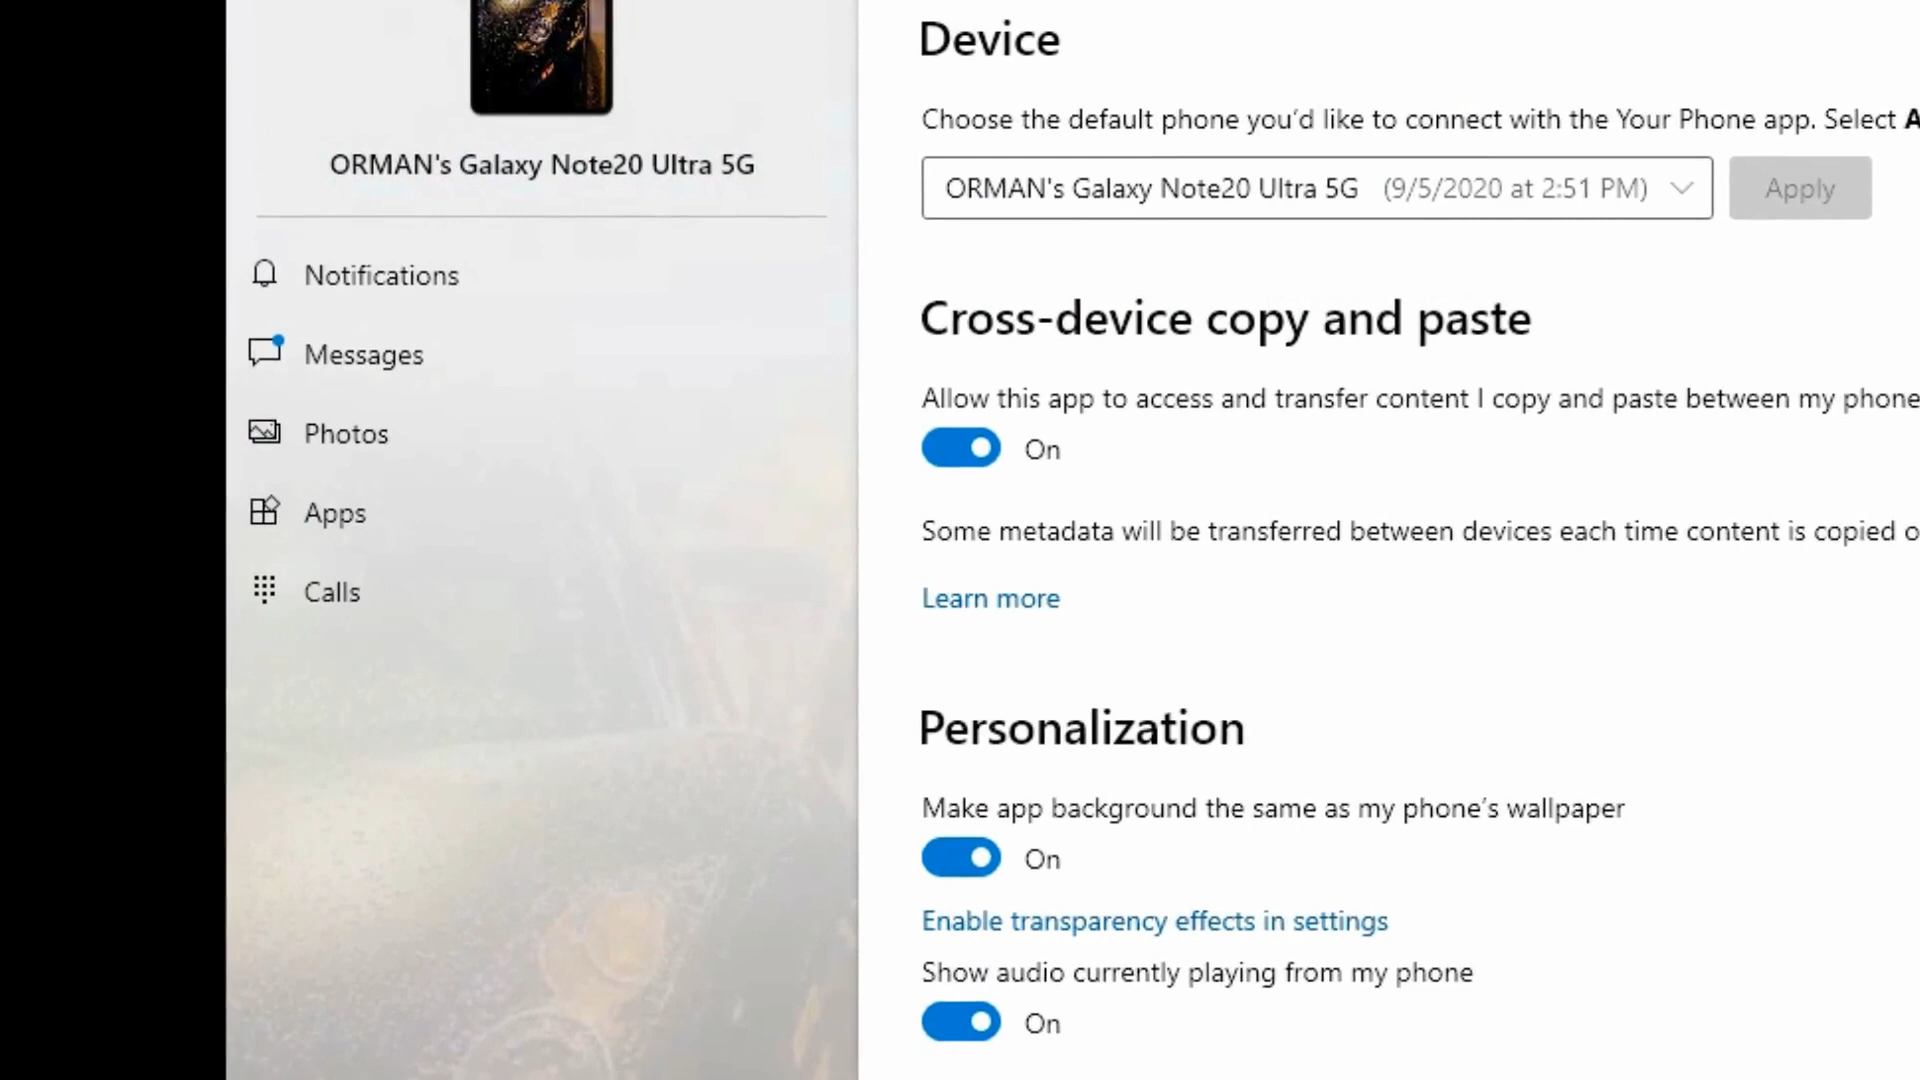 ORMAN's Galaxy Note20 Ultra 5G
Notifications
Messages
Photos
Apps
Calls
Device
Choose the default phone you’d like to connect with the Your Phone app. Select A
ORMAN's Galaxy Note20 Ultra 5G (9/5/2020 at 2:51 PM)
Apply
Cross-device copy and paste
Allow this app to access and transfer content I copy and paste between my phone
On
Some metadata will be transferred between devices each time content is copied o
Learn more
Personalization
Make app background the same as my phone’s wallpaper
On
Enable transparency effects in settings
Show audio currently playing from my phone
On